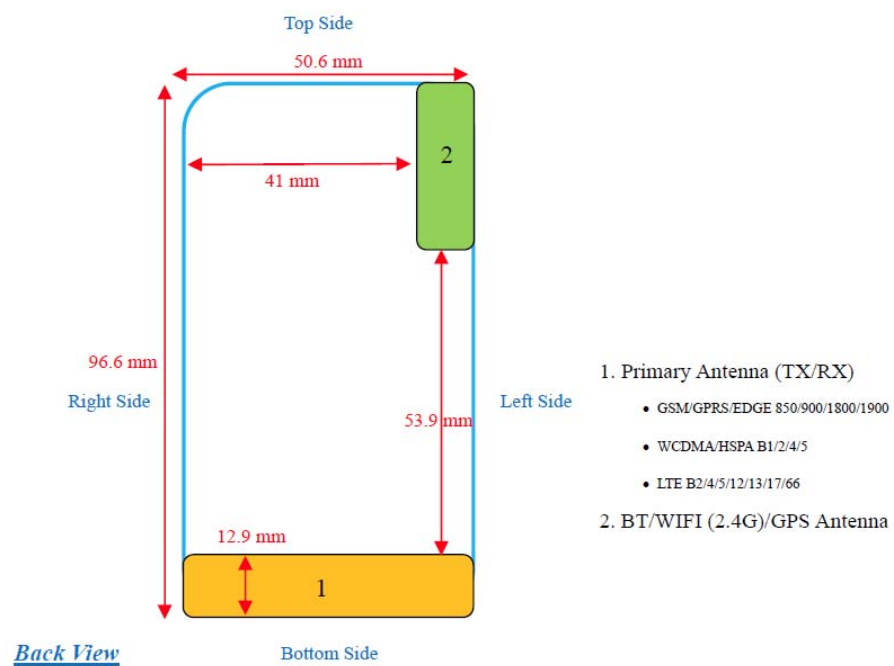 Top Side
50.6 mm
2
41 mm
96.6 mm
Right Side
Left Side
53.9 mm
12.9 mm
1
1. Primary Antenna (TX/RX)
• GSM/GPRS/EDGE 850/900/1800/1900
• WCDMA/HSPA B1/2/4/5
• LTE B2/4/5/12/13/17/66
2. BT/WIFI (2.4G)/GPS Antenna
Back View
Bottom Side